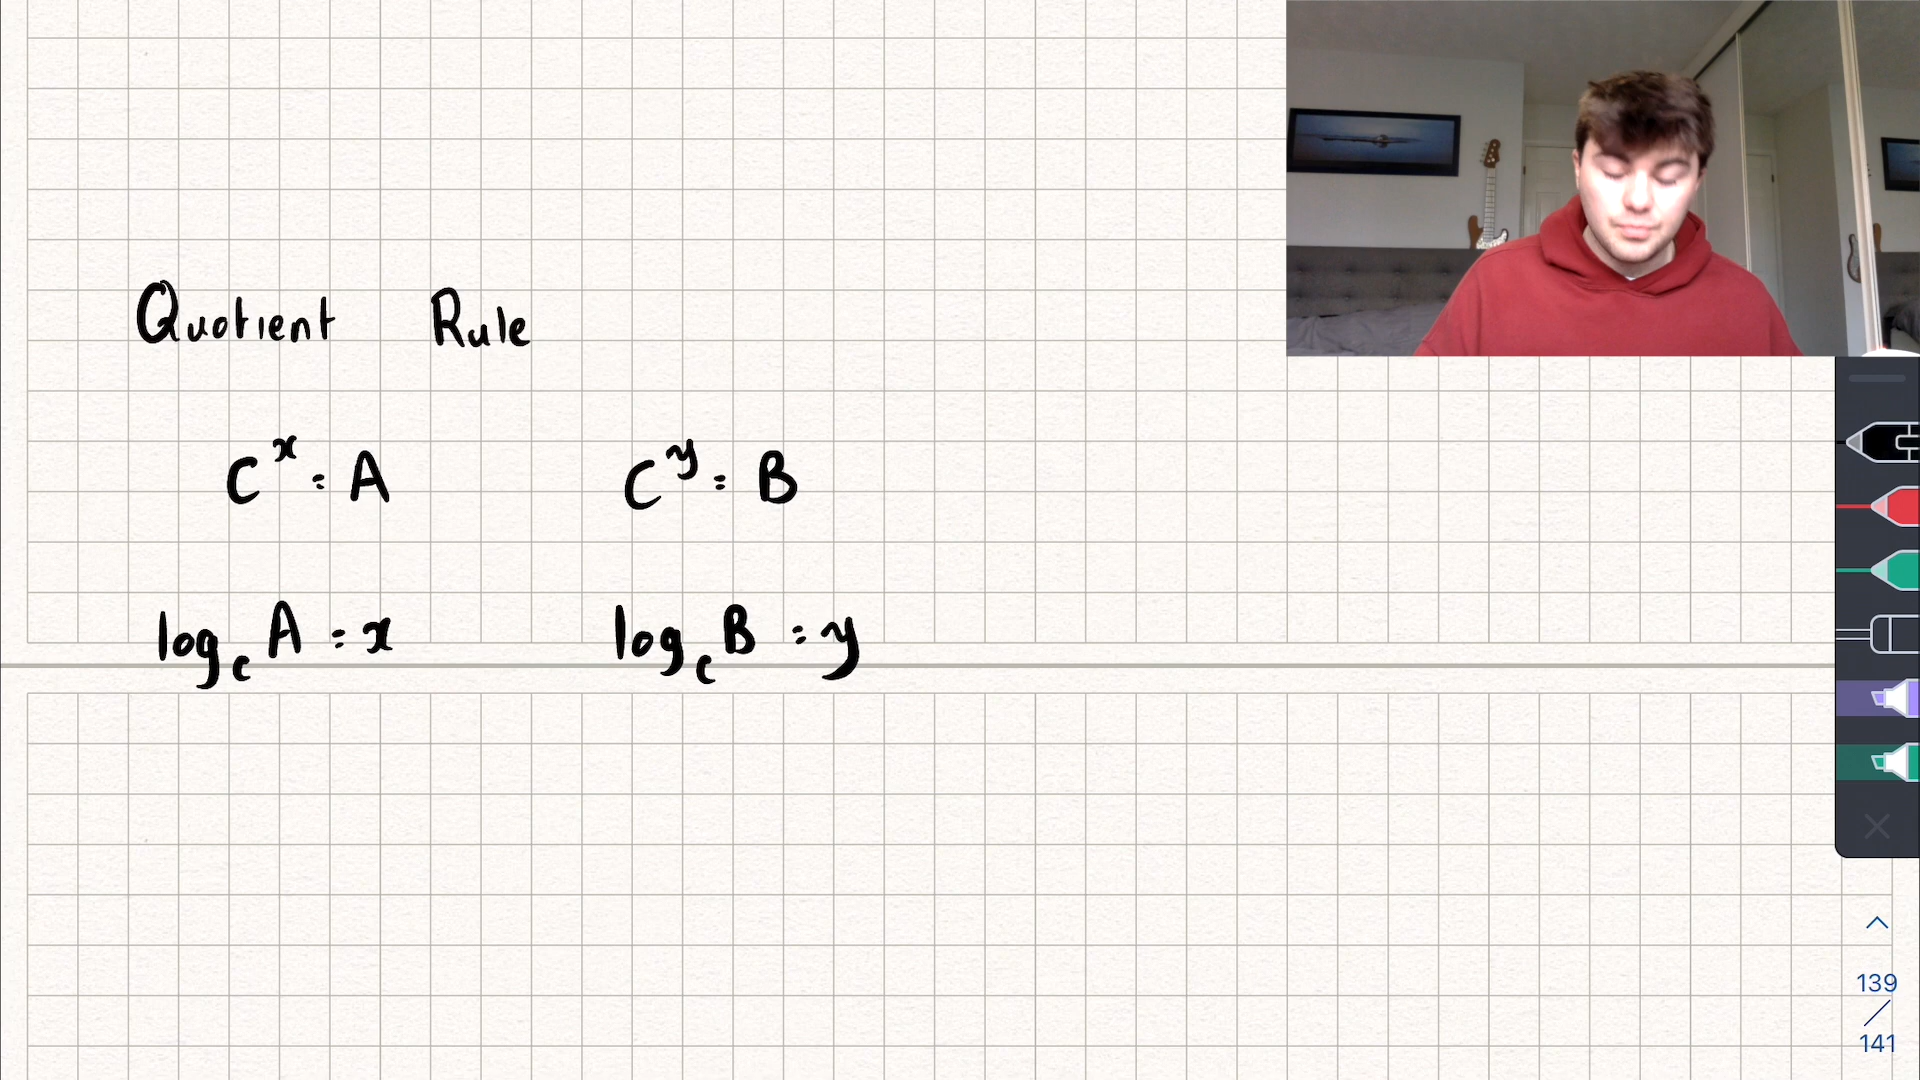 Quotient Rule
C^x = A C^y = B
log_c A = x log_c B = y
139
/
141